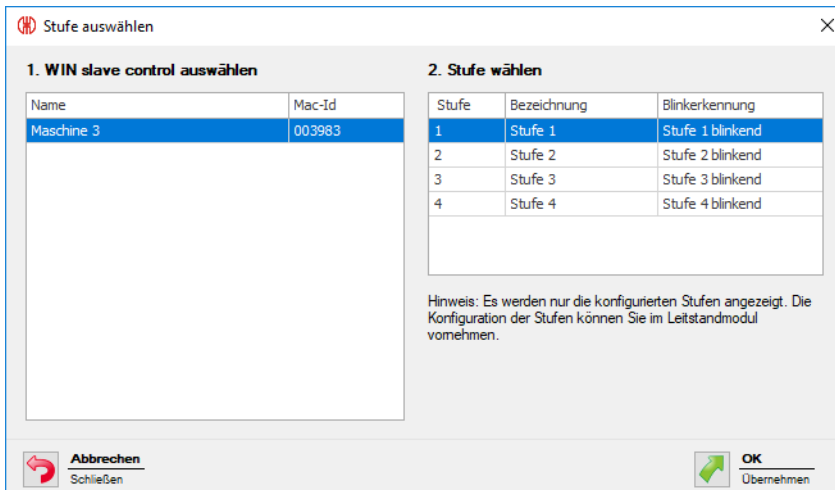 Stufe auswählen
1. WIN slave control auswählen
Name Mac-Id
Maschine 3 003983
2. Stufe wählen
Stufe Bezeichnung Blinkerkennung
1 Stufe 1 Stufe 1 blinkend
2 Stufe 2 Stufe 2 blinkend
3 Stufe 3 Stufe 3 blinkend
4 Stufe 4 Stufe 4 blinkend
Hinweis: Es werden nur die konfigurierten Stufen angezeigt. Die
Konfiguration der Stufen können Sie im Leitstandmodul
vornehmen.
Abbrechen
Schließen
OK
Übernehmen